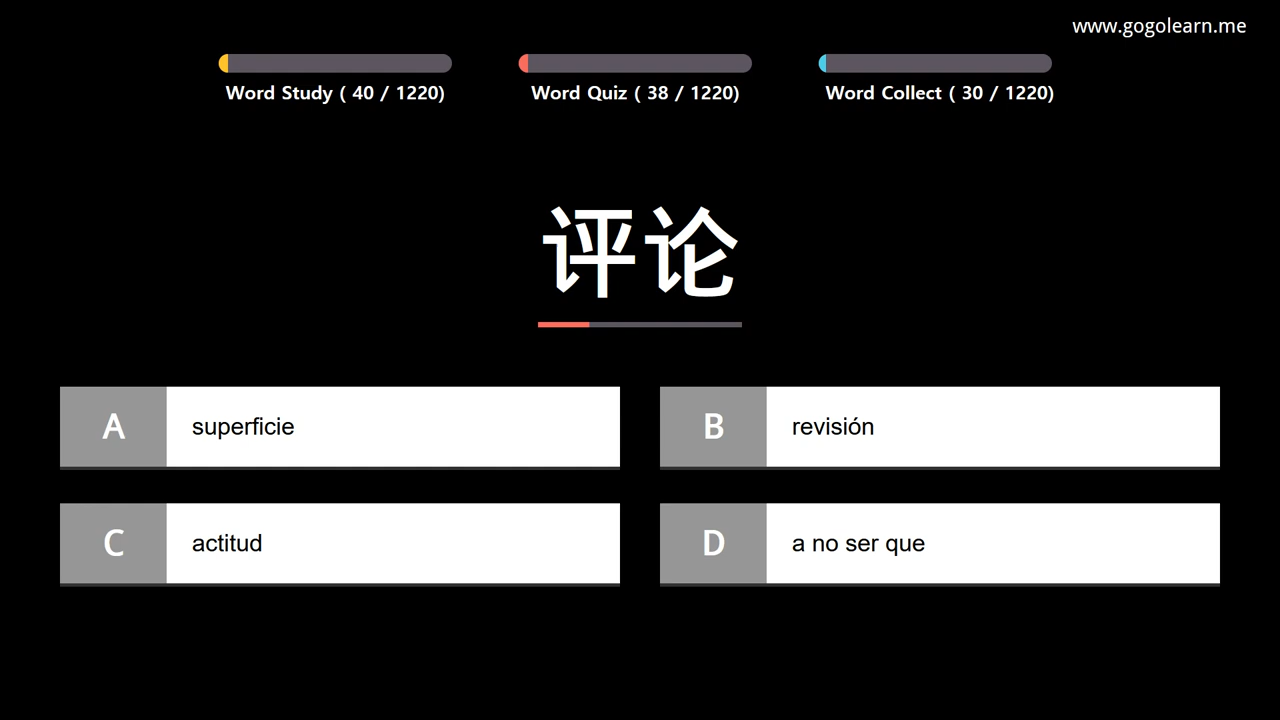 www.gogolearn.me
Word Study ( 40 / 1220)
Word Quiz ( 38 / 1220)
Word Collect ( 30 / 1220)
评论
A superficie
B revisión
C actitud
D a no ser que